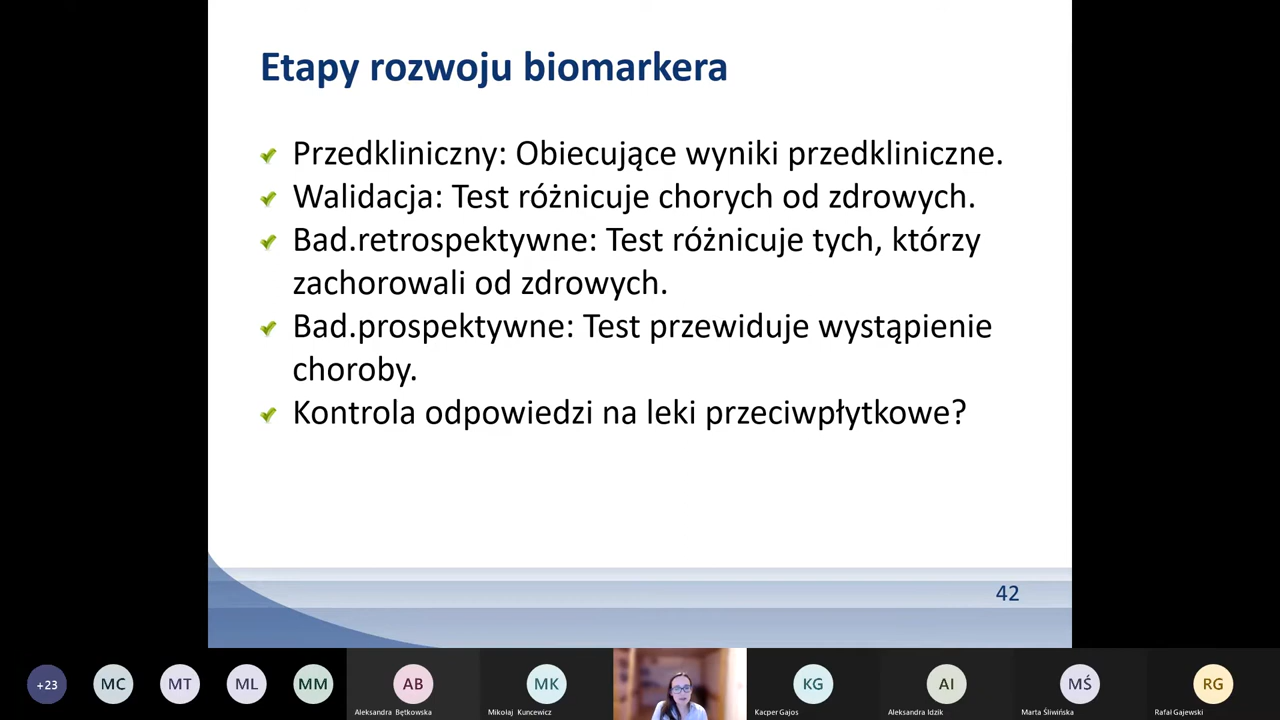 Etapy rozwoju biomarkera
Przedkliniczny: Obiecujące wyniki przedkliniczne.
Walidacja: Test różnicuje chorych od zdrowych.
Bad.retrospektywne: Test różnicuje tych, którzy
zachorowali od zdrowych.
Bad.prospektywne: Test przewiduje wystąpienie
choroby.
Kontrola odpowiedzi na leki przeciwpłytkowe?
42
+23
MC
MT
ML
MM
AB
MK
KG
AI
MŚ
RG
Aleksandra Bętkowska
Mikołaj Kuncewicz
Kacper Gajos
Aleksandra Idzik
Marta Śliwińska
Rafał Gajewski